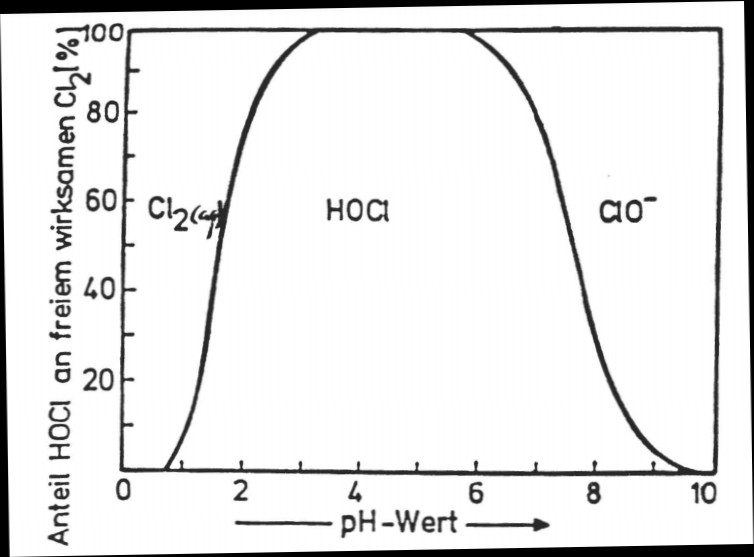 Anteil HOCl an freiem wirksamen Cl₂[%]
100
80
60
40
20
Cl₂(aq)
HOCl
ClO⁻
0 2 4 6 8 10
pH-Wert